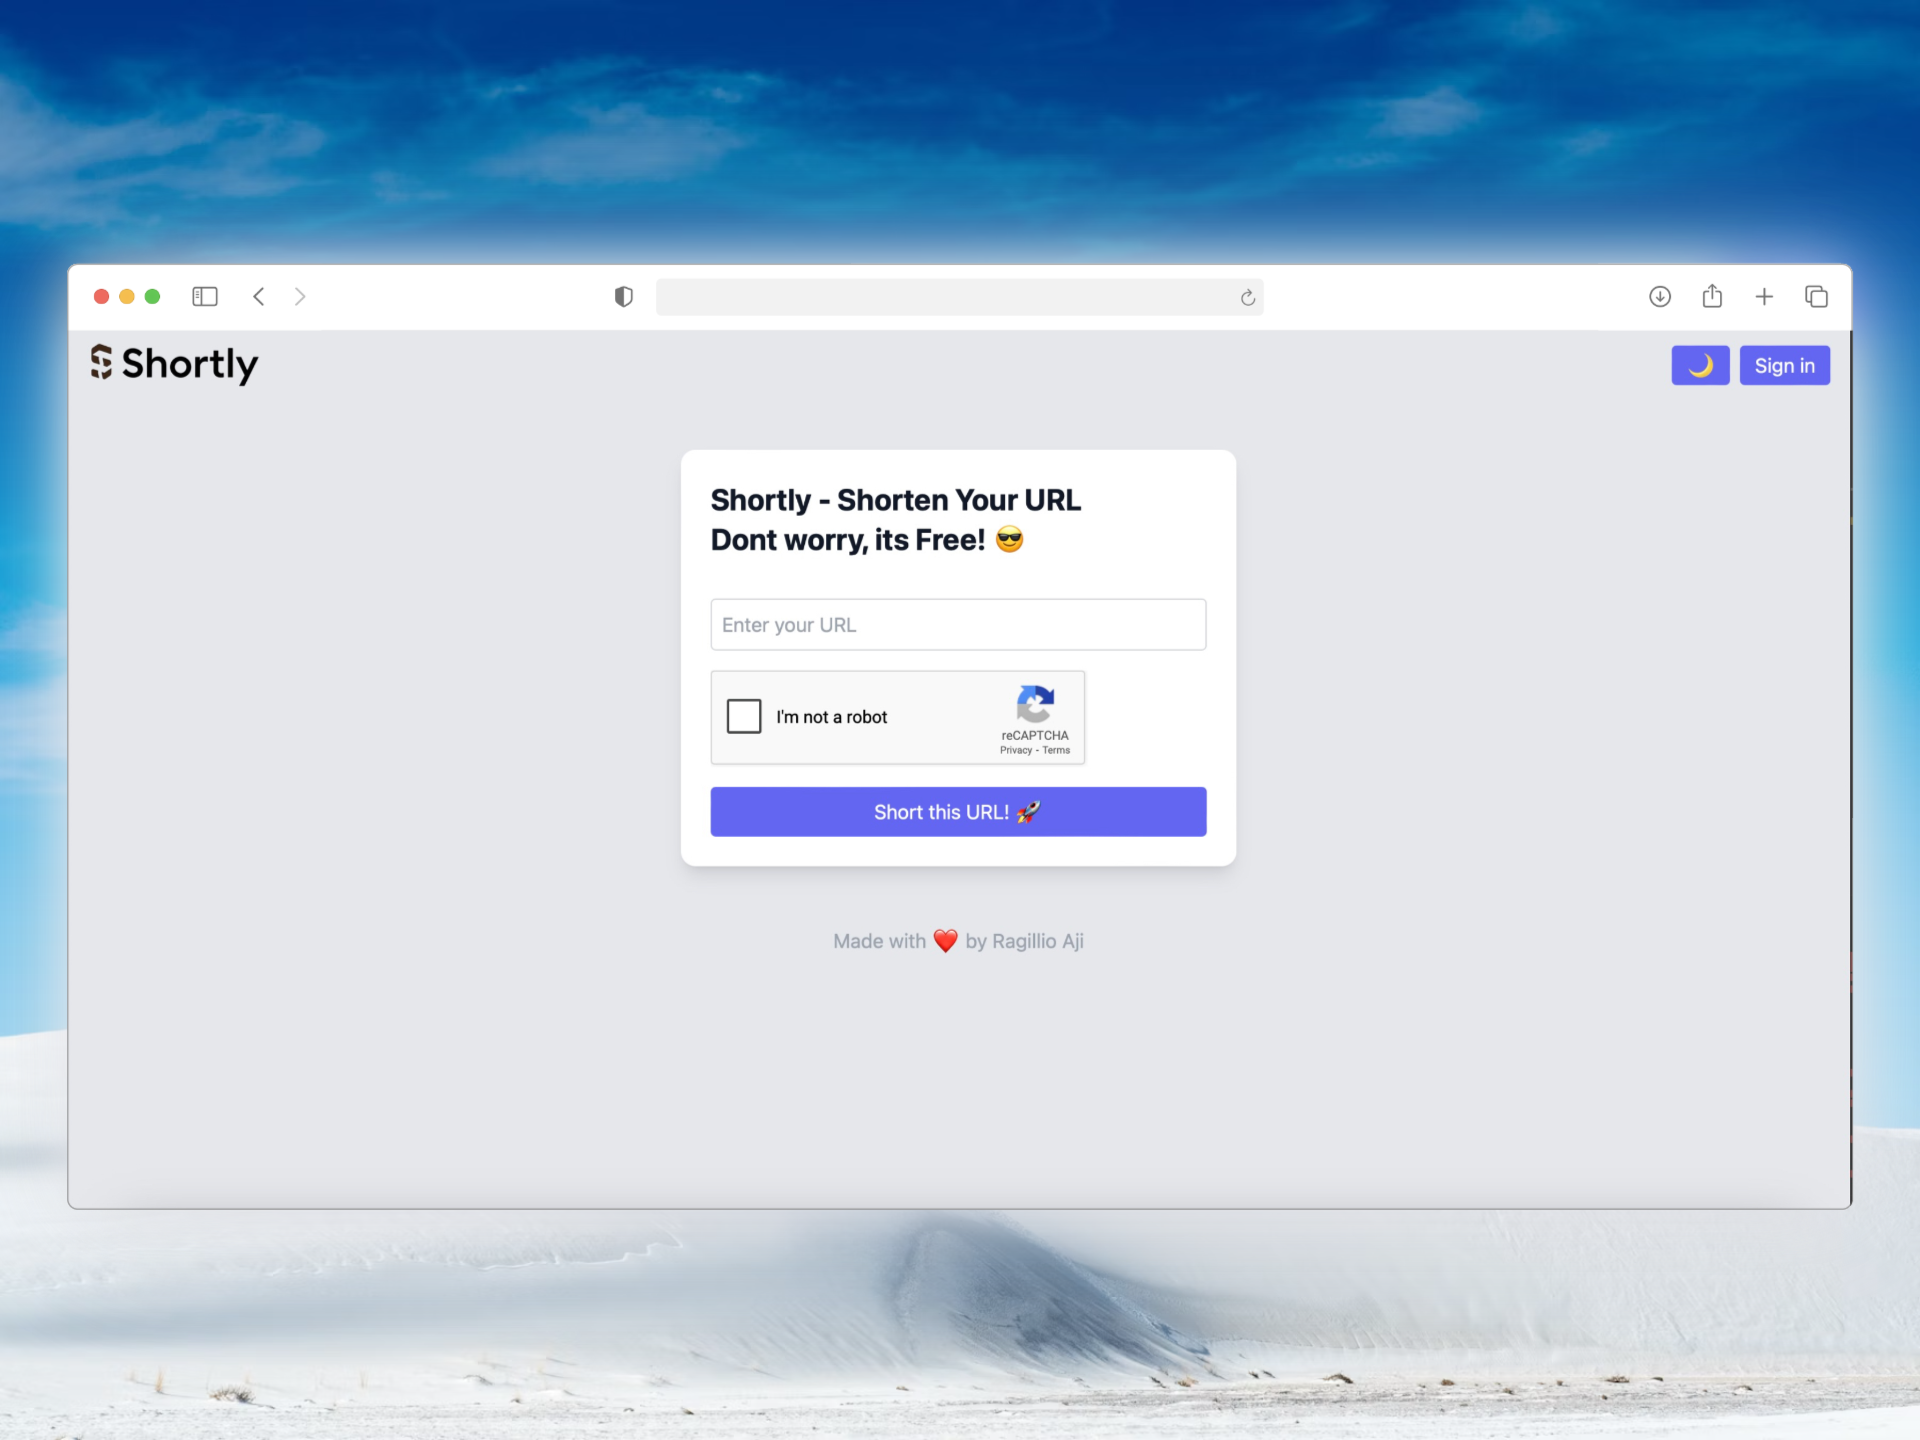 Shortly
Sign in
Shortly - Shorten Your URL
Dont worry, its Free! 😎
Enter your URL
I'm not a robot
reCAPTCHA
Privacy - Terms
Short this URL! 🚀
Made with ❤️ by Ragillio Aji